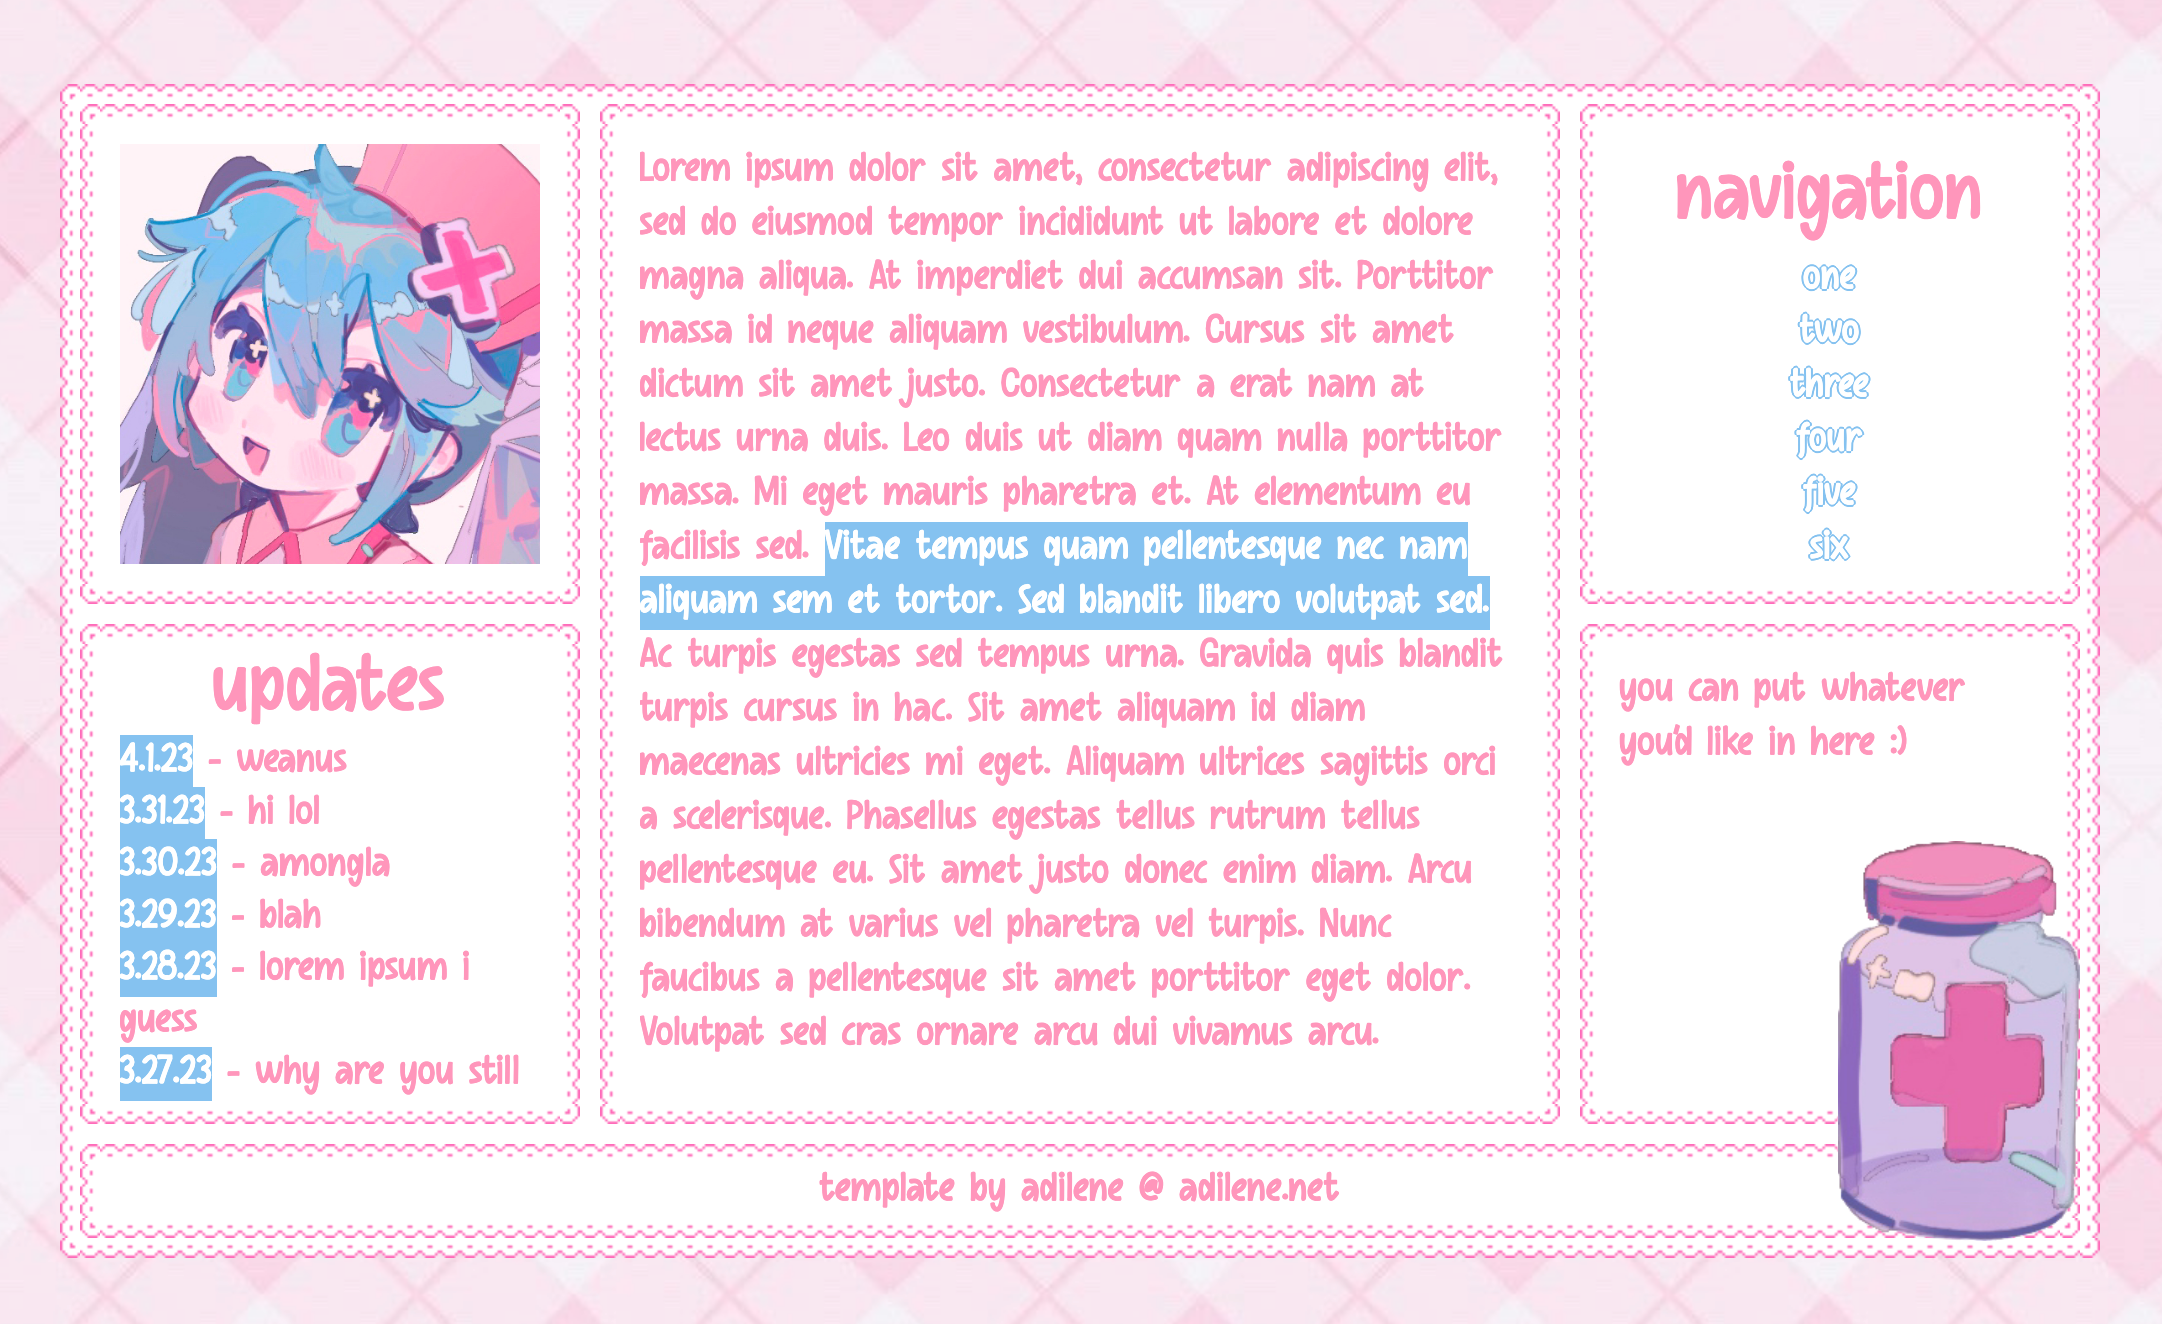 Lorem ipsum dolor sit amet, consectetur adipiscing elit,
sed do eiusmod tempor incididunt ut labore et dolore
magna aliqua. At imperdiet dui accumsan sit. Porttitor
massa id neque aliquam vestibulum. Cursus sit amet
dictum sit amet justo. Consectetur a erat nam at
lectus urna duis. Leo duis ut diam quam nulla porttitor
massa. Mi eget mauris pharetra et. At elementum eu
facilisis sed. Vitae tempus quam pellentesque nec nam
aliquam sem et tortor. Sed blandit libero volutpat sed.
Ac turpis egestas sed tempus urna. Gravida quis blandit
turpis cursus in hac. Sit amet aliquam id diam
maecenas ultricies mi eget. Aliquam ultrices sagittis orci
a scelerisque. Phasellus egestas tellus rutrum tellus
pellentesque eu. Sit amet justo donec enim diam. Arcu
bibendum at varius vel pharetra vel turpis. Nunc
faucibus a pellentesque sit amet porttitor eget dolor.
Volutpat sed cras ornare arcu dui vivamus arcu.
navigation
one
two
three
four
five
six
updates
4.1.23 - weanus
3.31.23 - hi lol
3.30.23 - amongla
3.29.23 - blah
3.28.23 - lorem ipsum i
guess
3.27.23 - why are you still
you can put whatever
you'd like in here :)
template by adilene @ adilene.net